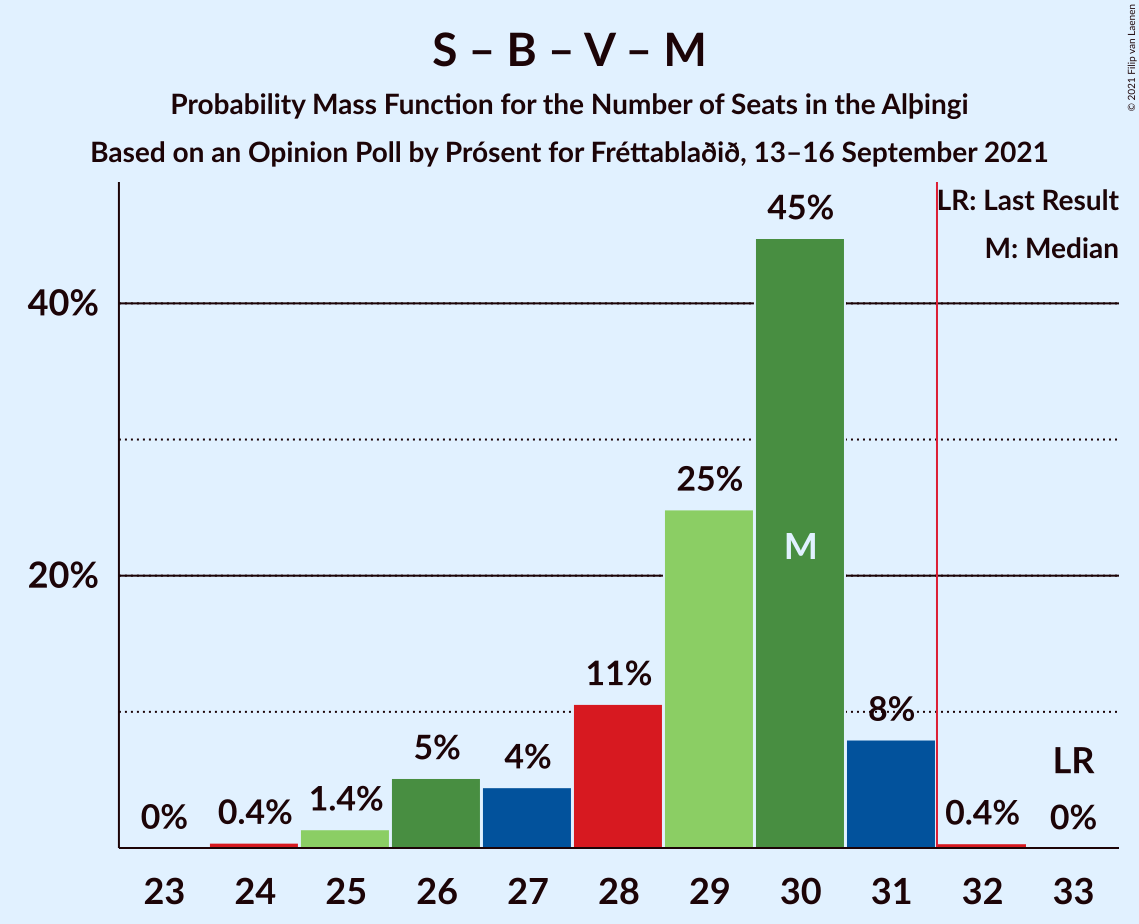 S – B – V – M
Probability Mass Function for the Number of Seats in the Alþingi
Based on an Opinion Poll by Prósent for Fréttablaðið, 13–16 September 2021
© 2021 Filip van Laenen
LR: Last Result
M: Median
45%
40%
25%
M
20%
11%
8%
5%
4%
LR
1.4%
0%
0.4%
0.4%
0%
23 24 25 26 27 28 29 30 31 32 33